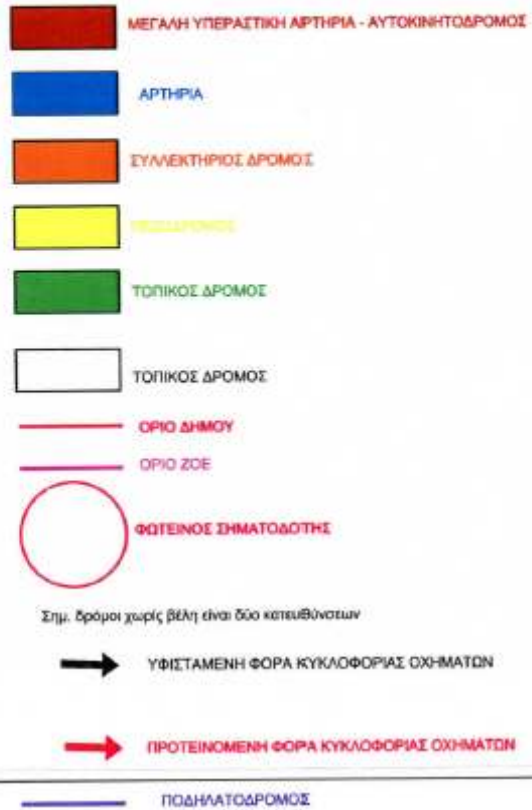 ΜΕΓΑΛΗ ΥΠΕΡΑΣΤΙΚΗ ΑΡΤΗΡΙΑ - ΑΥΤΟΚΙΝΗΤΟΔΡΟΜΟΣ
ΑΡΤΗΡΙΑ
ΣΥΛΛΕΚΤΗΡΙΟΣ ΔΡΟΜΟΣ
ΠΕΖΟΔΡΟΜΟΣ
ΤΟΠΙΚΟΣ ΔΡΟΜΟΣ
ΤΟΠΙΚΟΣ ΔΡΟΜΟΣ
ΟΡΙΟ ΔΗΜΟΥ
ΟΡΙΟ ΖΟΕ
ΦΩΤΕΙΝΟΣ ΣΗΜΑΤΟΔΟΤΗΣ
Σημ. δρόμοι χωρίς βέλη είναι δύο κατευθύνσεων
ΥΦΙΣΤΑΜΕΝΗ ΦΟΡΑ ΚΥΚΛΟΦΟΡΙΑΣ ΟΧΗΜΑΤΩΝ
ΠΡΟΤΕΙΝΟΜΕΝΗ ΦΟΡΑ ΚΥΚΛΟΦΟΡΙΑΣ ΟΧΗΜΑΤΩΝ
ΠΟΔΗΛΑΤΟΔΡΟΜΟΣ